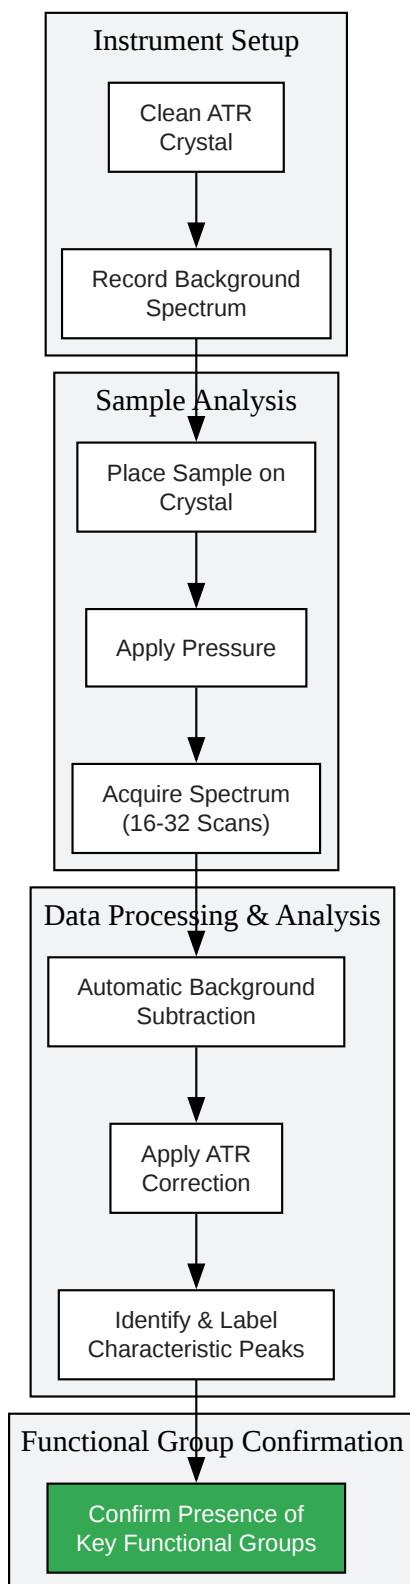 Instrument Setup
Clean ATR
Crystal
Record Background
Spectrum
Sample Analysis
Place Sample on
Crystal
Apply Pressure
Acquire Spectrum
(16-32 Scans)
Data Processing & Analysis
Automatic Background
Subtraction
Apply ATR
Correction
Identify & Label
Characteristic Peaks
Functional Group Confirmation
Confirm Presence of
Key Functional Groups